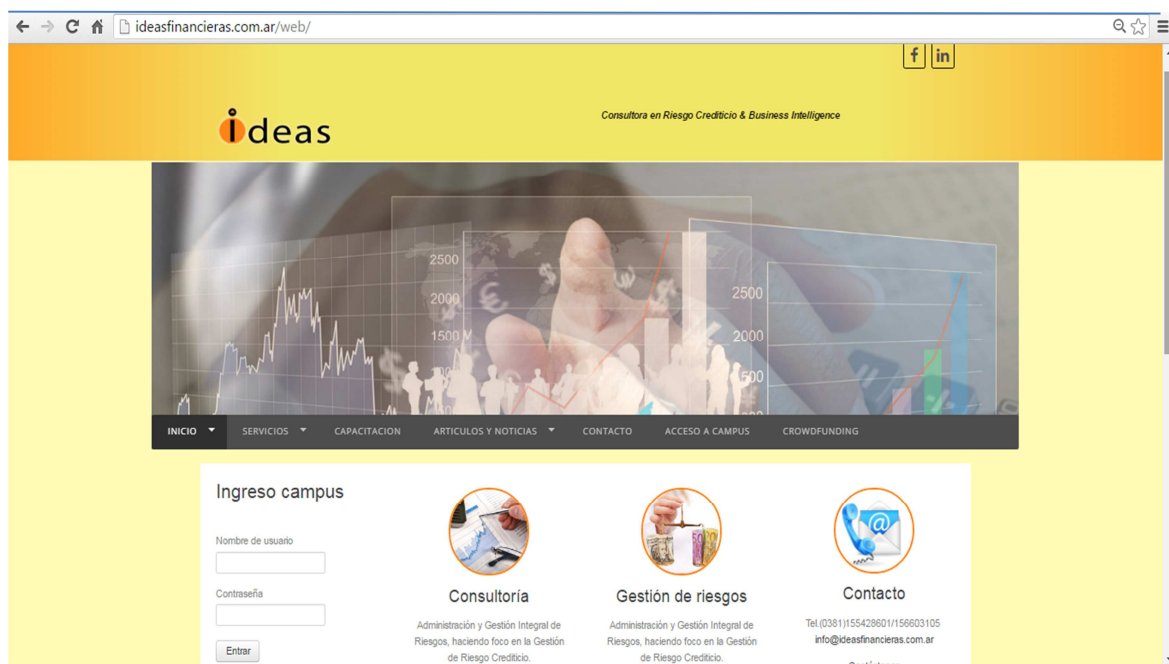 ideasfinancieras.com.ar/web/
f in
ideas
Consultora en Riesgo Crediticio & Business Intelligence
2500
2000
1500
2500
2000
INICIO SERVICIOS CAPACITACION ARTICULOS Y NOTICIAS CONTACTO ACCESO A CAMPUS CROWDFUNDING
Ingreso campus
Nombre de usuario
Contraseña
Entrar
Consultoría
Administración y Gestión Integral de
Riesgos, haciendo foco en la Gestión
de Riesgo Crediticio.
Gestión de riesgos
Administración y Gestión Integral de
Riesgos, haciendo foco en la Gestión
de Riesgo Crediticio.
Contacto
Tel.(0381)155428601/156603105
info@ideasfinancieras.com.ar